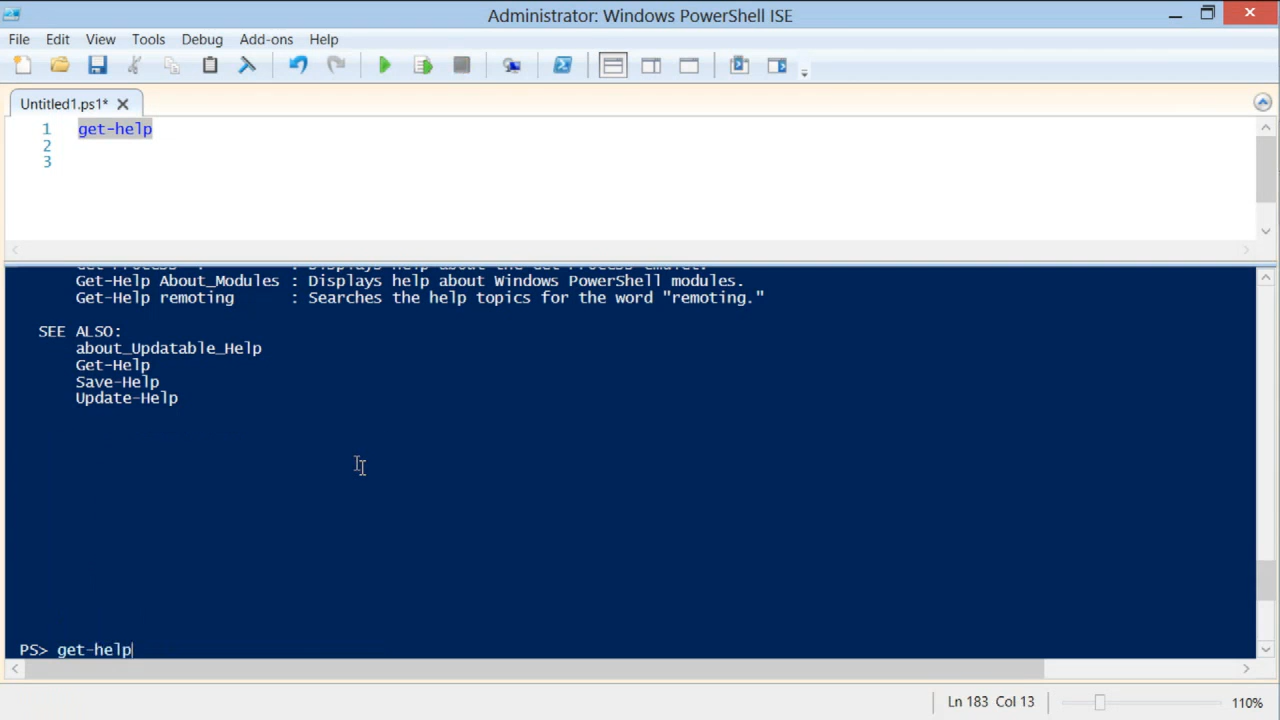 Administrator: Windows PowerShell ISE
File Edit View Tools Debug Add-ons Help
Untitled1.ps1*
1 get-help
2
3
Get-Help About_Modules : Displays help about Windows PowerShell modules.
Get-Help remoting : Searches the help topics for the word "remoting."
SEE ALSO:
about_Updatable_Help
Get-Help
Save-Help
Update-Help
PS> get-help
Ln 183 Col 13 110%